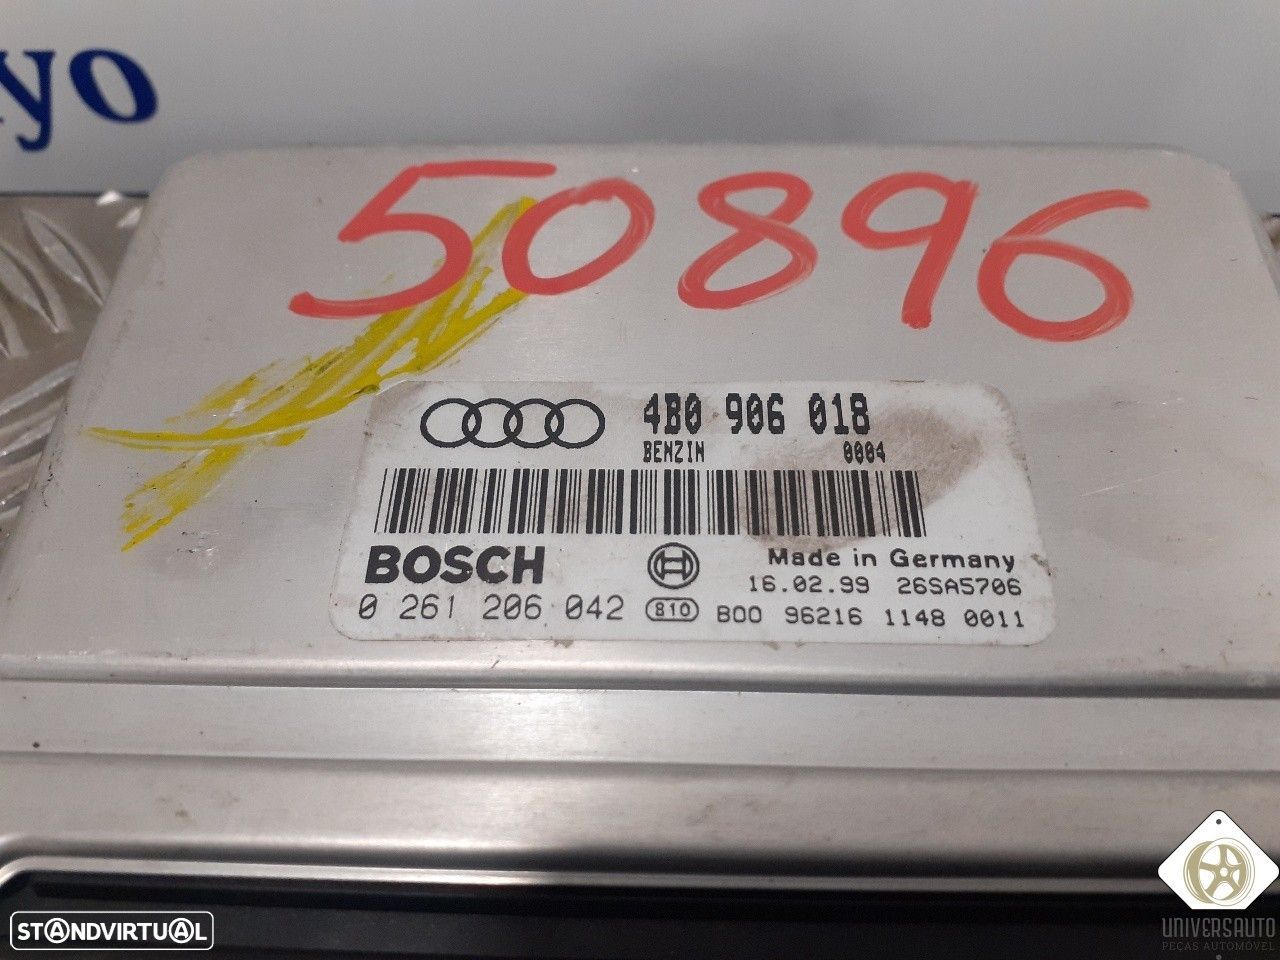 yo
50896
4B0 906 018
BENZIN 0004
BOSCH
Made in Germany
16.02.99 26SA5706
0 261 206 042 810 B00 96216 1148 0011
STANDVIRTUAL
UNIVERSAUTO
PEÇAS AUTOMÓVEL